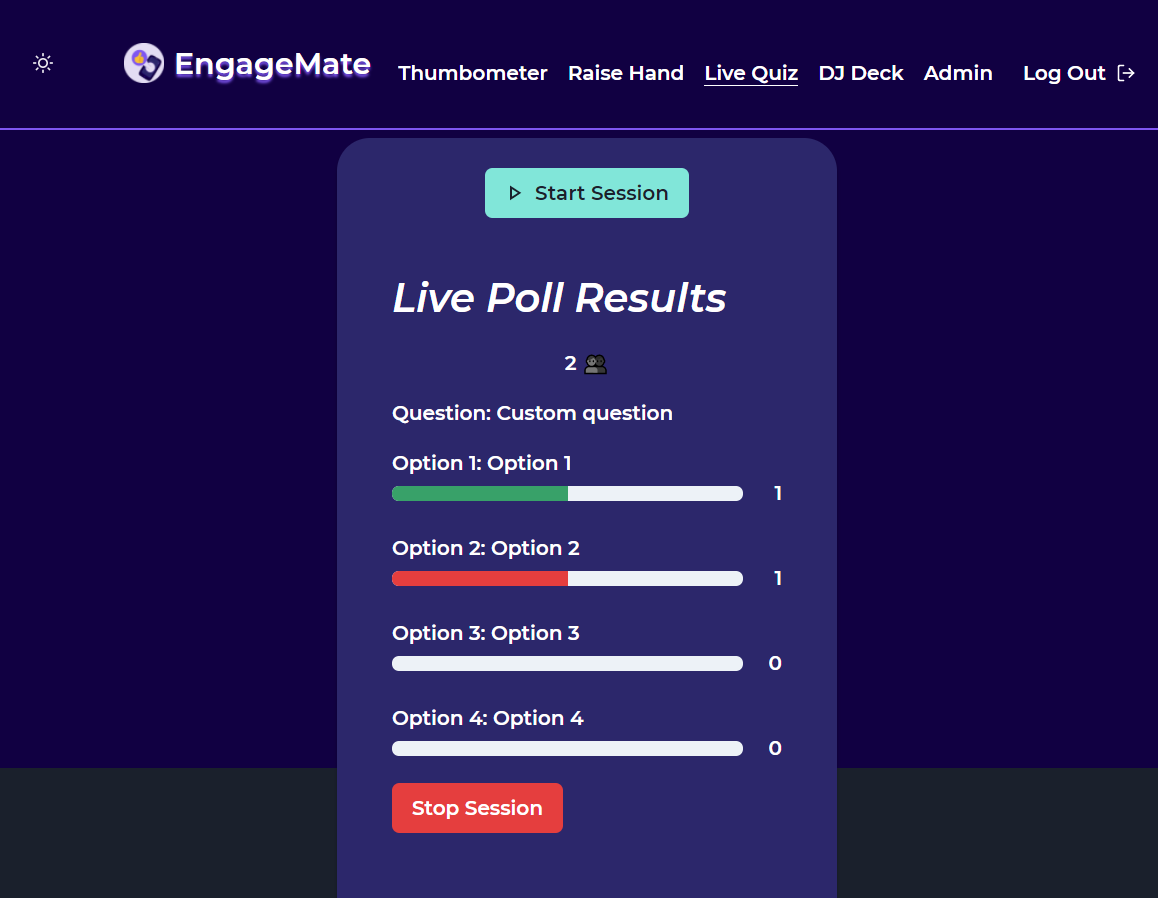 EngageMate
Thumbometer
Raise Hand
Live Quiz
DJ Deck
Admin
Log Out
Start Session
Live Poll Results
2
Question: Custom question
Option 1: Option 1
1
Option 2: Option 2
1
Option 3: Option 3
0
Option 4: Option 4
0
Stop Session